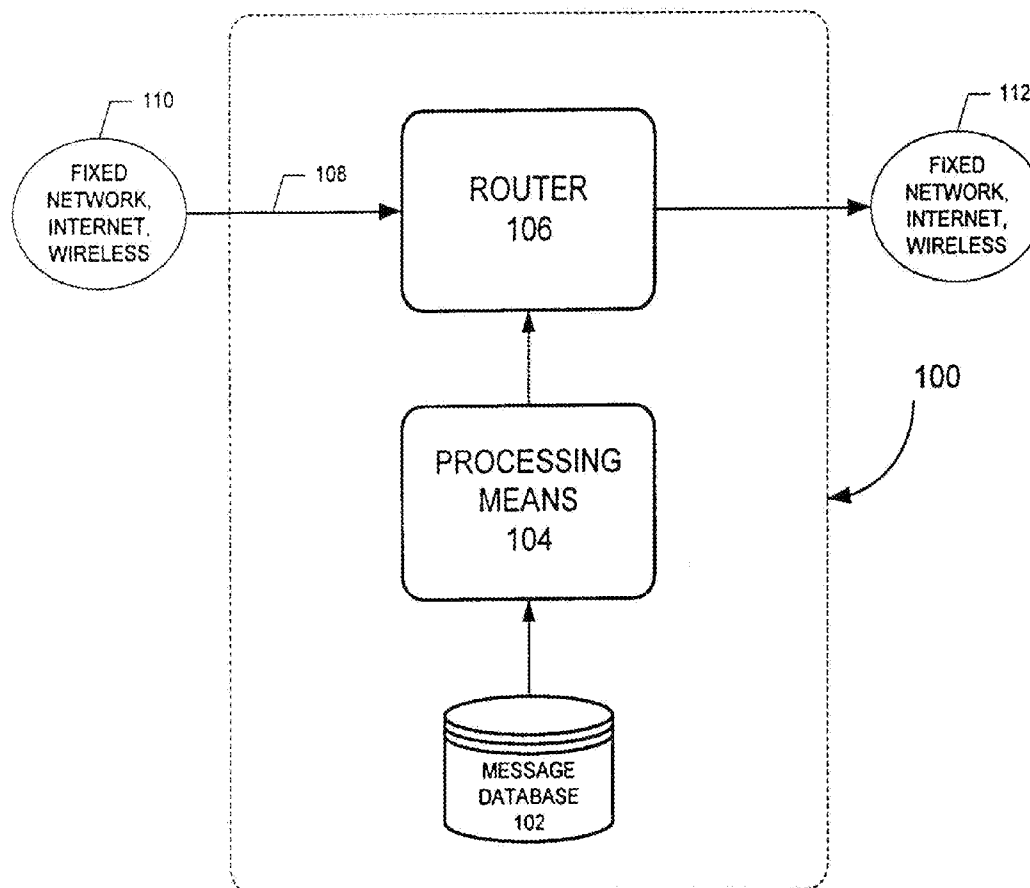 110
112
FIXED
NETWORK,
INTERNET,
WIRELESS
108
ROUTER
106
FIXED
NETWORK,
INTERNET,
WIRELESS
100
PROCESSING
MEANS
104
MESSAGE
DATABASE
102